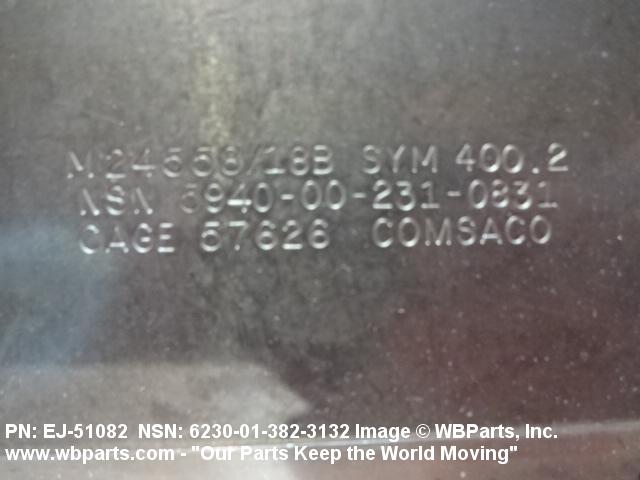 M24558/18B SYM 400.2
NSN 5940-00-231-0831
CAGE 57626 COMSACO
PN: EJ-51082 NSN: 6230-01-382-3132 Image © WBParts, Inc.
www.wbparts.com - "Our Parts Keep the World Moving"